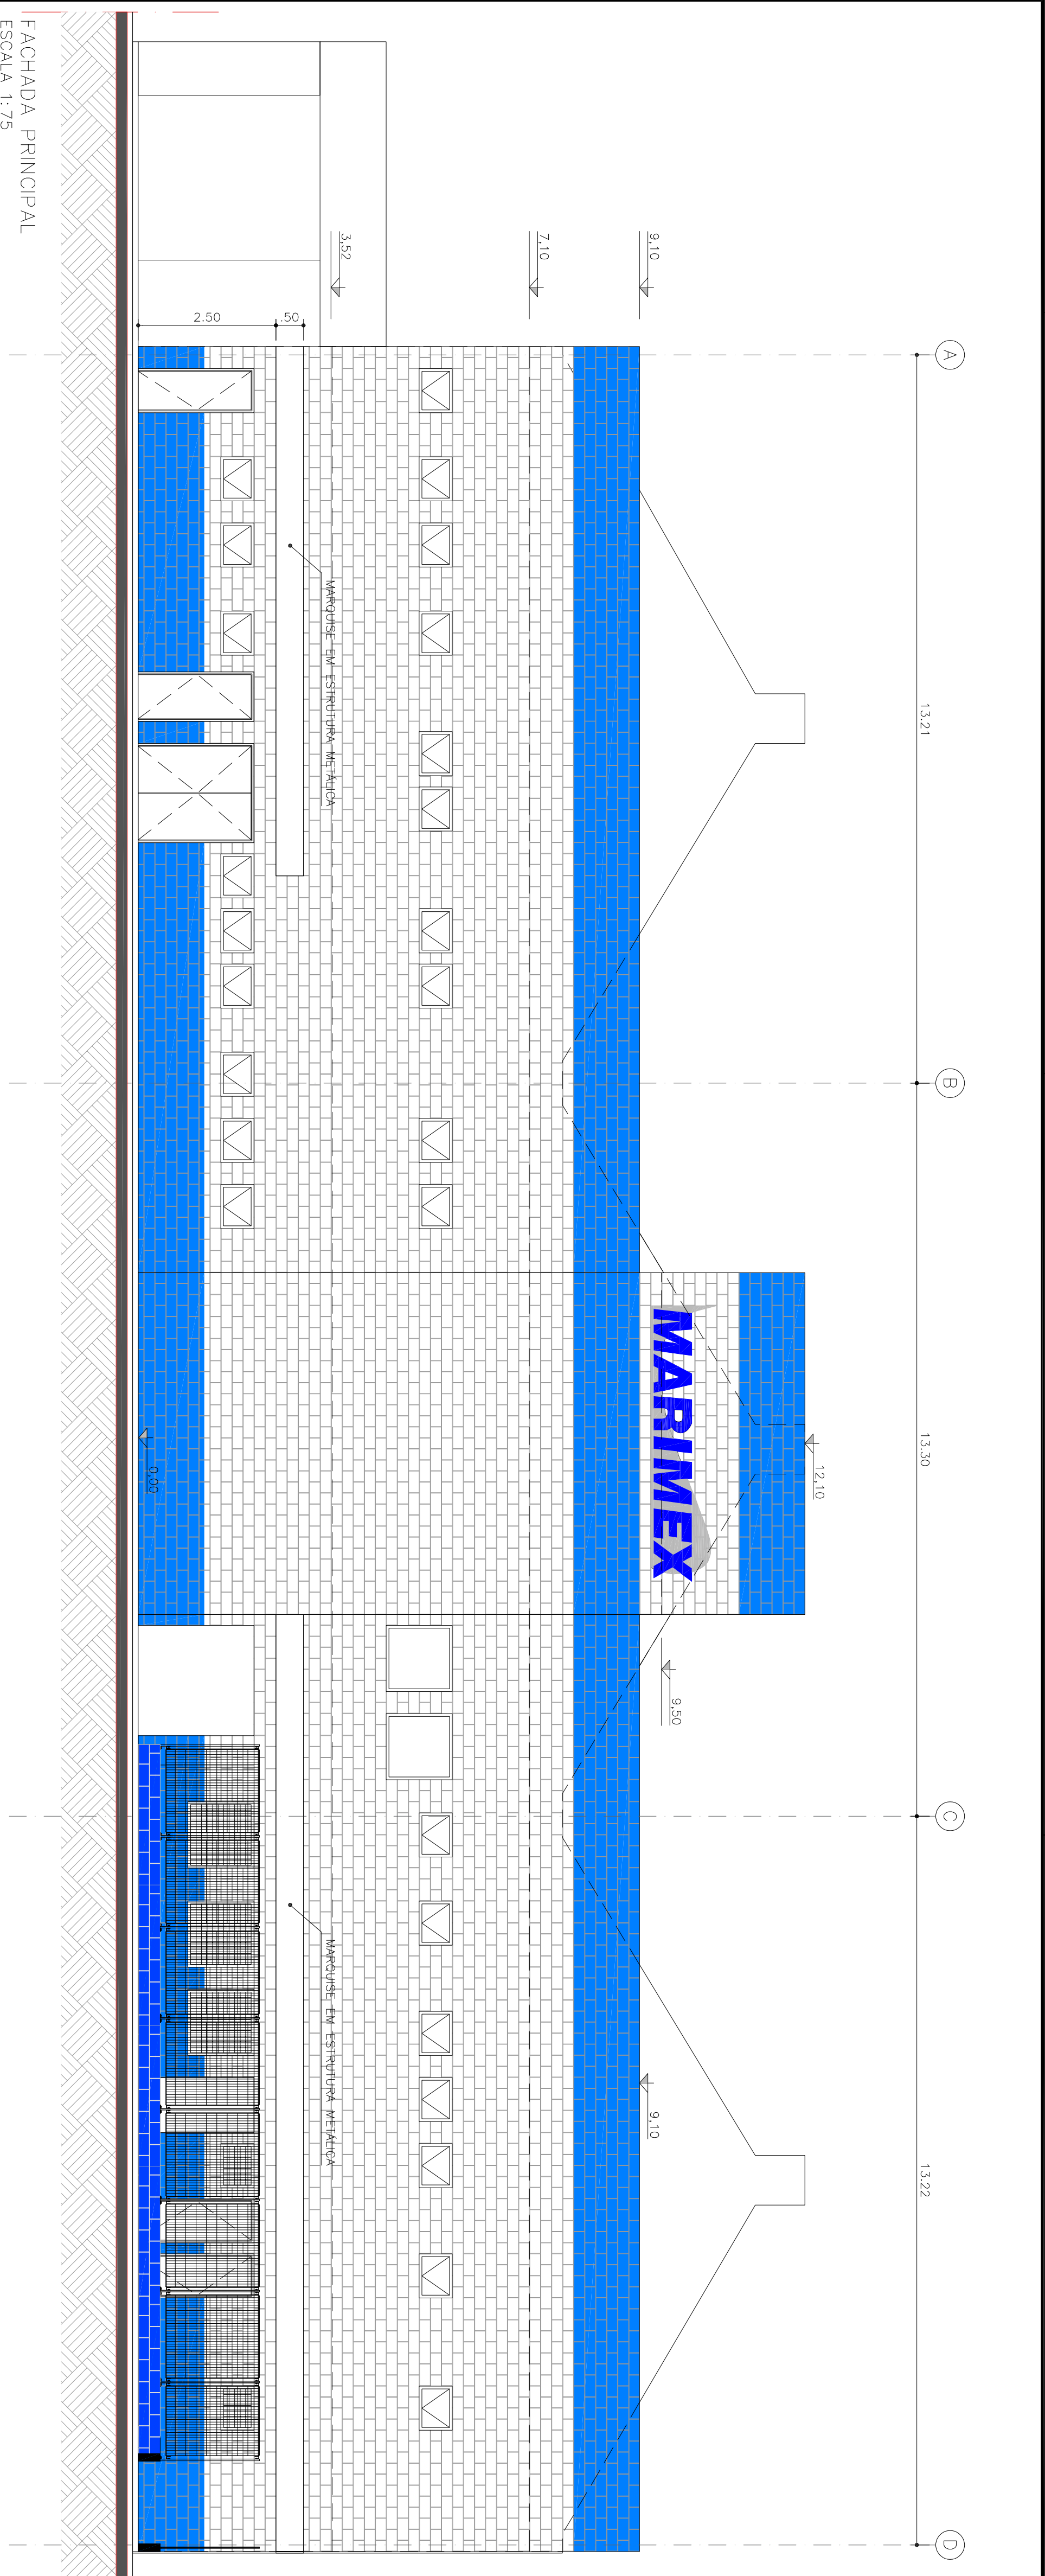 A
B
C
D
13.21
13.30
13.22
12,10
9,10
7,10
3,52
9,50
9,10
MARIMEX
2.50
.50
MARQUISE EM ESTRUTURA METÁLICA
MARQUISE EM ESTRUTURA METÁLICA
0,00
FACHADA PRINCIPAL
ESCALA 1:75